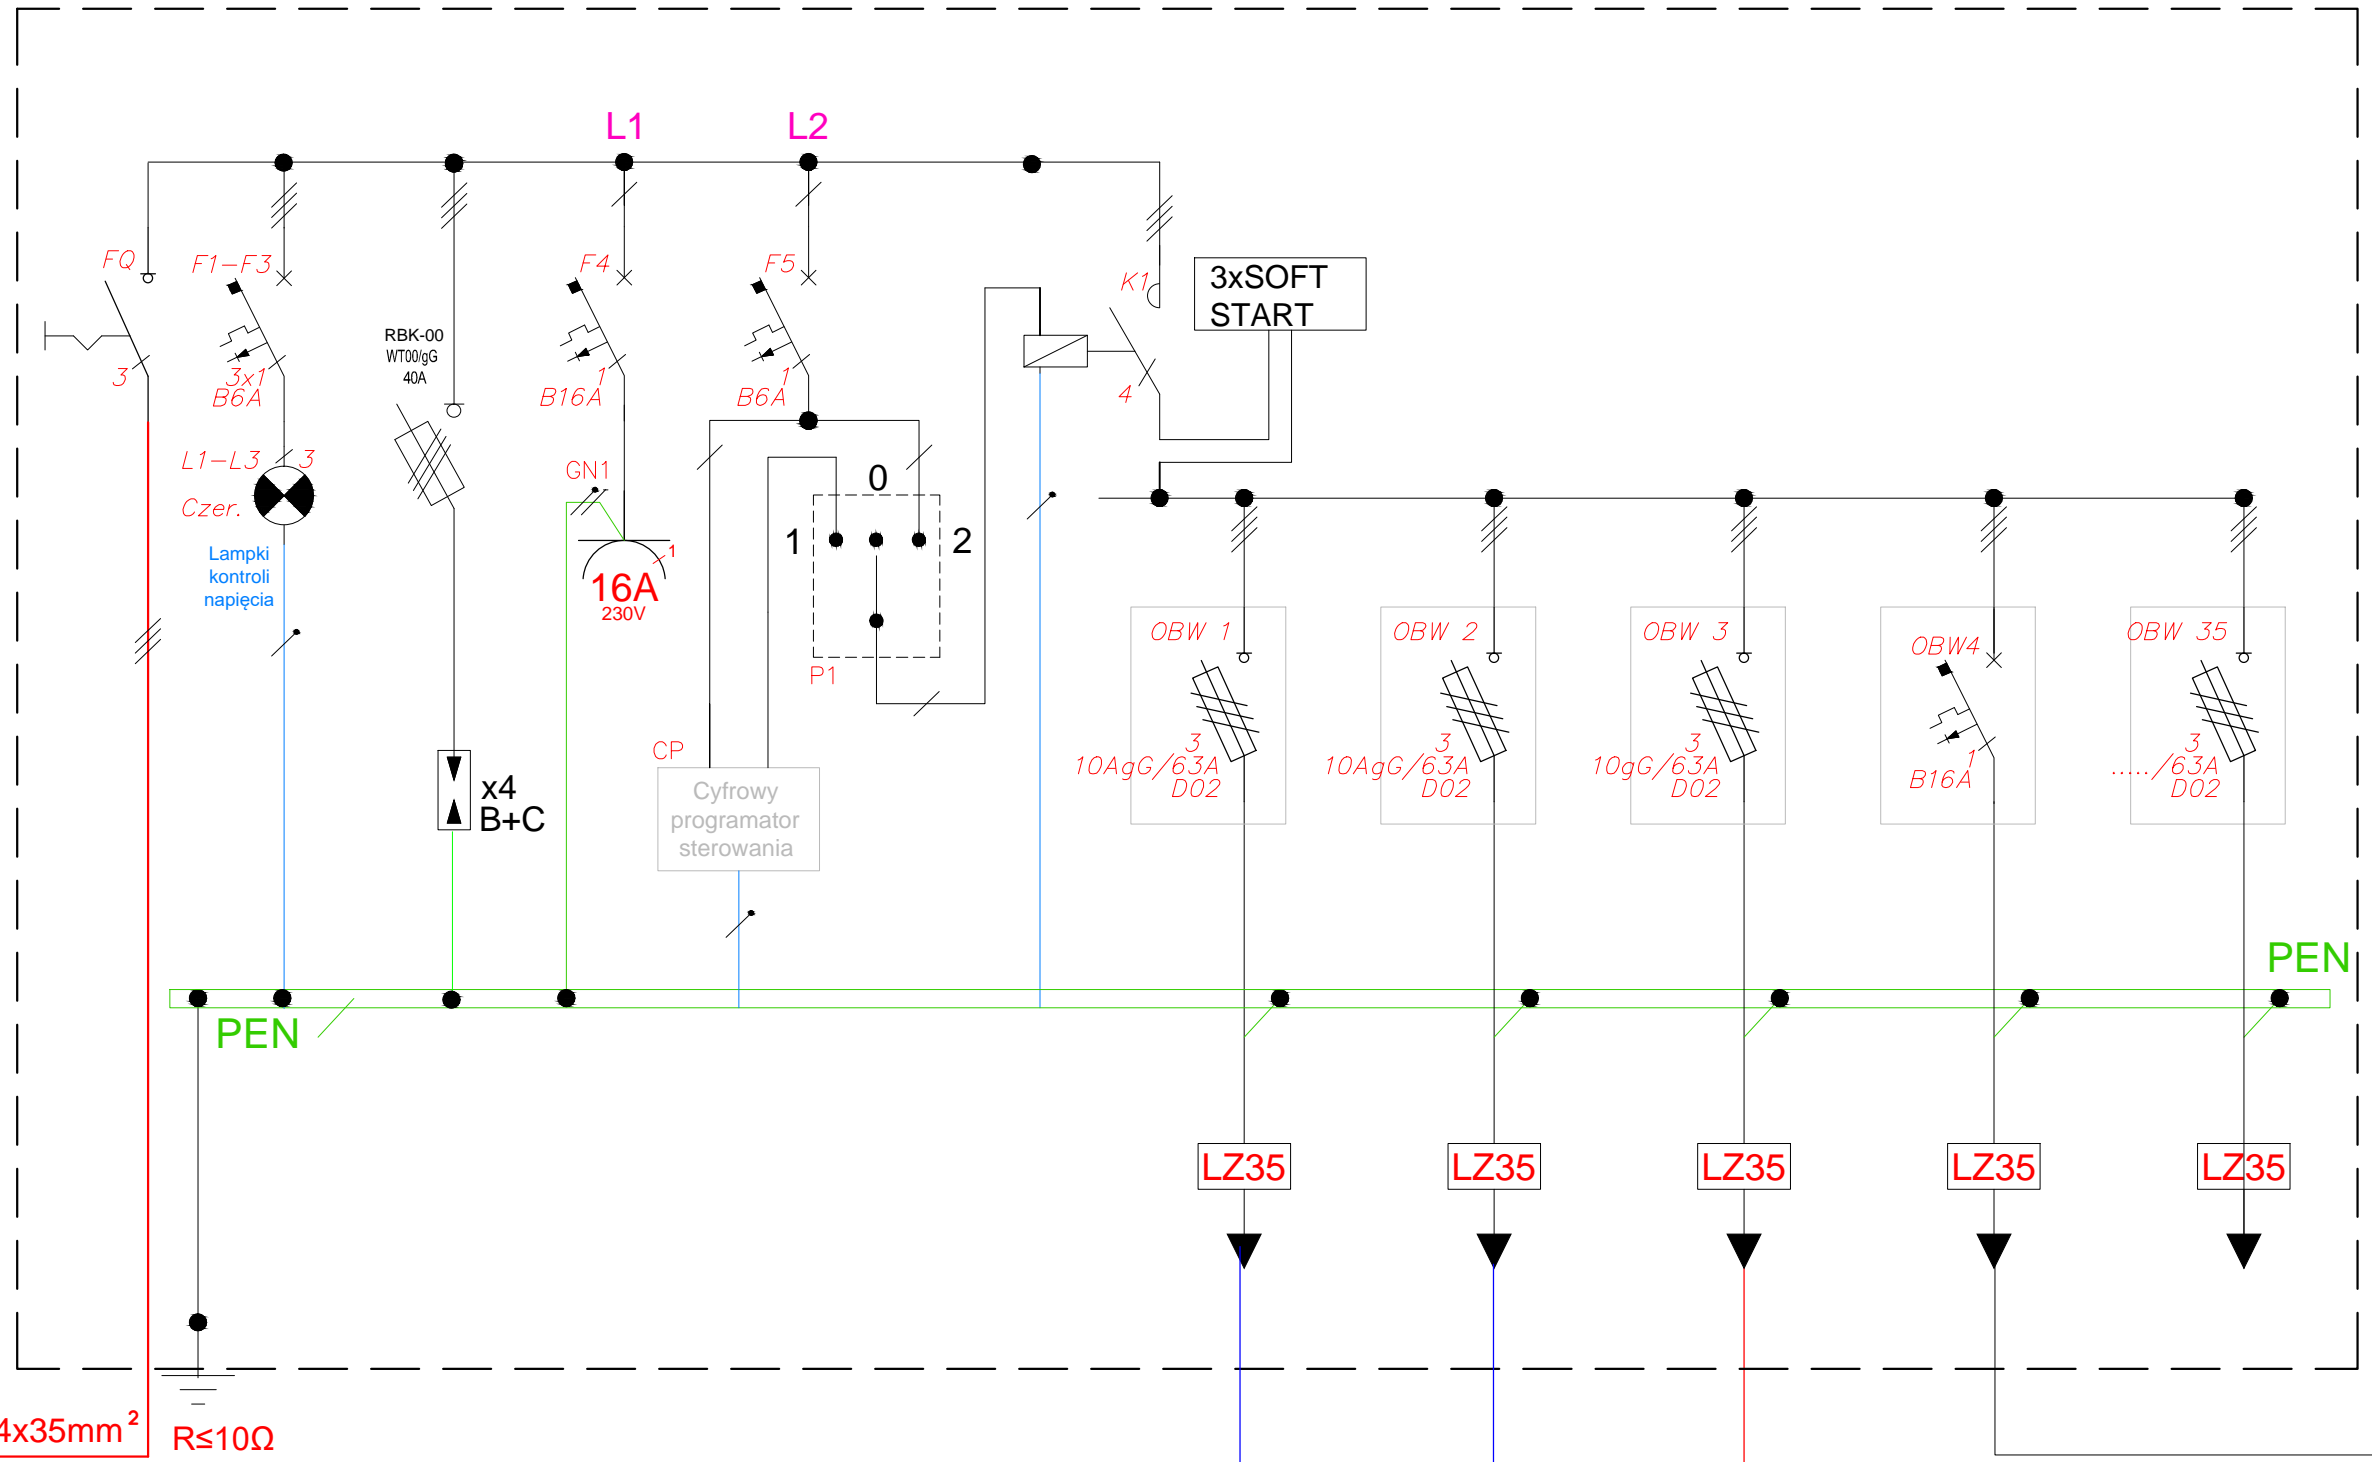 L1
L2
FQ
F1-F3
F4
F5
K1
3xSOFT
START
RBK-00
WT00/gG
40A
3
3x1
B6A
1
B16A
1
B6A
4
L1-L3
3
Czer.
GN1
0
1
2
Lampki
kontroli
napięcia
1
16A
230V
P1
OBW 1
OBW 2
OBW 3
OBW4
OBW 35
3
10AgG/63A
D02
3
10AgG/63A
D02
3
10gG/63A
D02
1
B16A
3
...../63A
D02
CP
Cyfrowy
programator
sterowania
x4
B+C
PEN
PEN
LZ35
LZ35
LZ35
LZ35
LZ35
4x35mm²
R≤10Ω